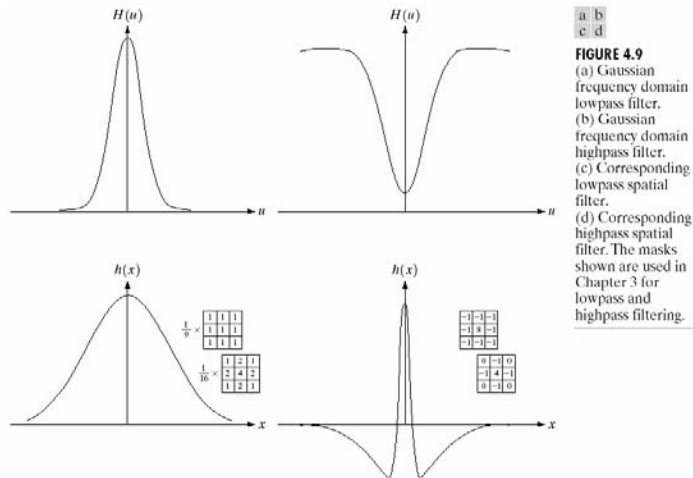 H(u)
u
H(u)
u
a b
c d
FIGURE 4.9
(a) Gaussian
frequency domain
lowpass filter.
(b) Gaussian
frequency domain
highpass filter.
(c) Corresponding
lowpass spatial
filter.
(d) Corresponding
highpass spatial
filter. The masks
shown are used in
Chapter 3 for
lowpass and
highpass filtering.
h(x)
1/9 ×
1 1 1
1 1 1
1 1 1
1/16 ×
1 2 1
2 4 2
1 2 1
x
h(x)
−1 −1 −1
−1 8 −1
−1 −1 −1
0 −1 0
−1 4 −1
0 −1 0
x